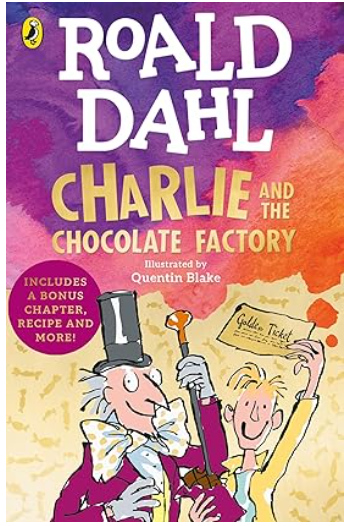 ROALD
DAHL
CHARLIE AND
THE
CHOCOLATE FACTORY
Illustrated by
Quentin Blake
INCLUDES
A BONUS
CHAPTER,
RECIPE AND
MORE!
Golden Ticket